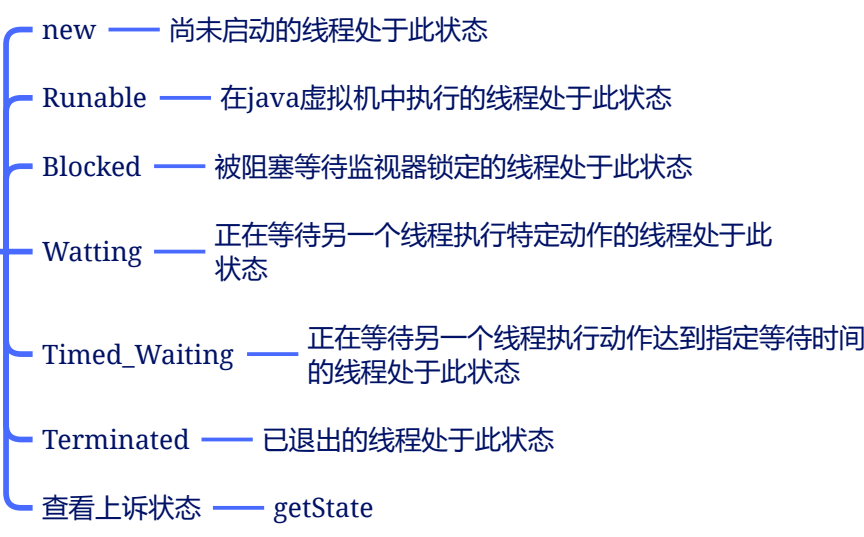 new 尚未启动的线程处于此状态
Runable 在java虚拟机中执行的线程处于此状态
Blocked 被阻塞等待监视器锁定的线程处于此状态
Watting 正在等待另一个线程执行特定动作的线程处于此
状态
Timed_Waiting 正在等待另一个线程执行动作达到指定等待时间
的线程处于此状态
Terminated 已退出的线程处于此状态
查看上诉状态 getState